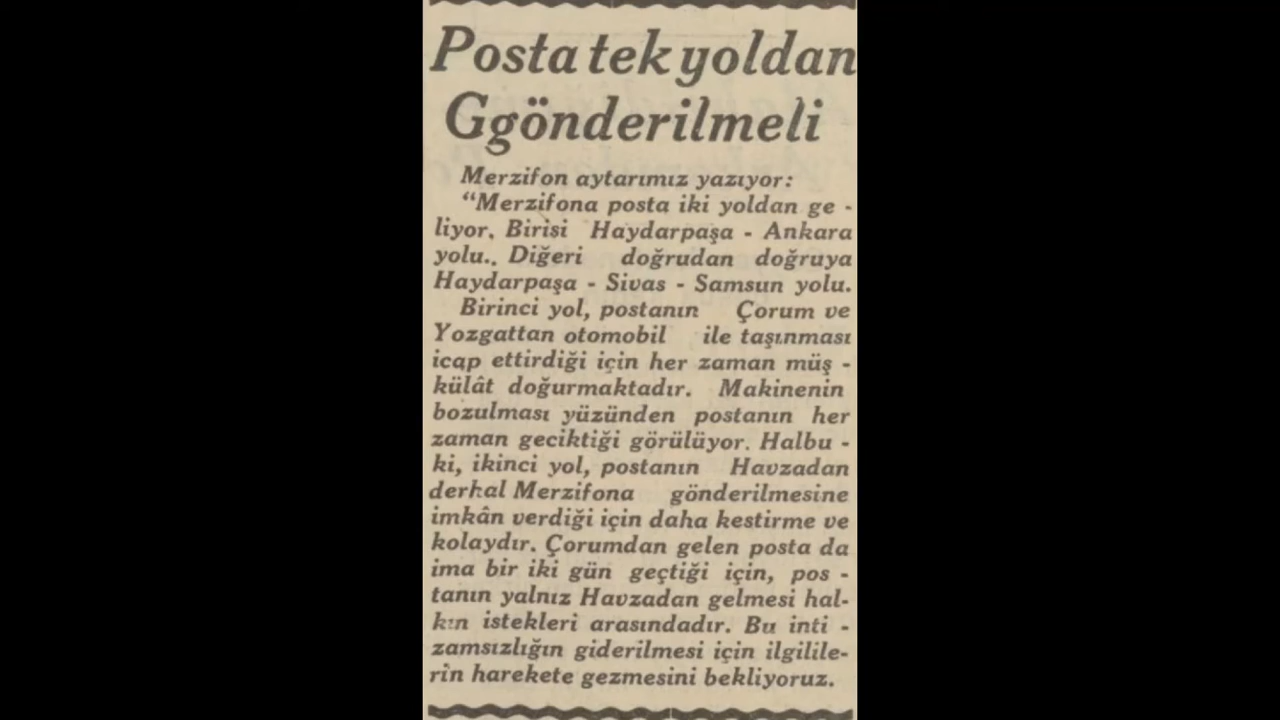 Posta tek yoldan
Ggönderilmeli
Merzifon aytarımız yazıyor:
“Merzifona posta iki yoldan ge -
liyor. Birisi Haydarpaşa - Ankara
yolu.. Diğeri doğrudan doğruya
Haydarpaşa - Sivas - Samsun yolu.
Birinci yol, postanın Çorum ve
Yozgattan otomobil ile taşınması
icap ettirdiği için her zaman müş -
külât doğurmaktadır. Makinenin
bozulması yüzünden postanın her
zaman geciktiği görülüyor. Halbu -
ki, ikinci yol, postanın Havzadan
derhal Merzifona gönderilmesine
imkân verdiği için daha kestirme ve
kolaydır. Çorumdan gelen posta da
ima bir iki gün geçtiği için, pos -
tanın yalnız Havzadan gelmesi hal-
kın istekleri arasındadır. Bu inti -
zamsızlığın giderilmesi için ilgilile-
rin harekete gezmesini bekliyoruz.